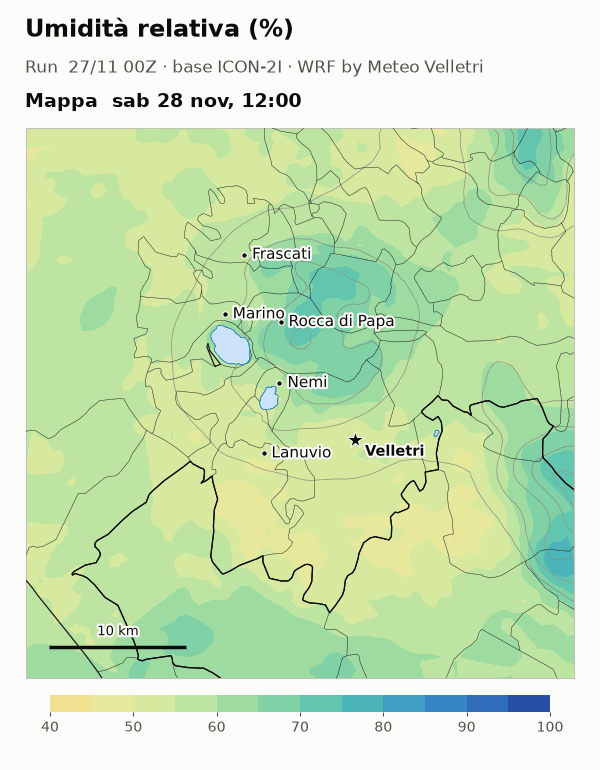 Umidità relativa (%)
Run 27/11 00Z · base ICON-2I · WRF by Meteo Velletri
Mappa sab 28 nov, 12:00
Frascati
Marino
Rocca di Papa
Nemi
Velletri
Lanuvio
10 km
40 50 60 70 80 90 100